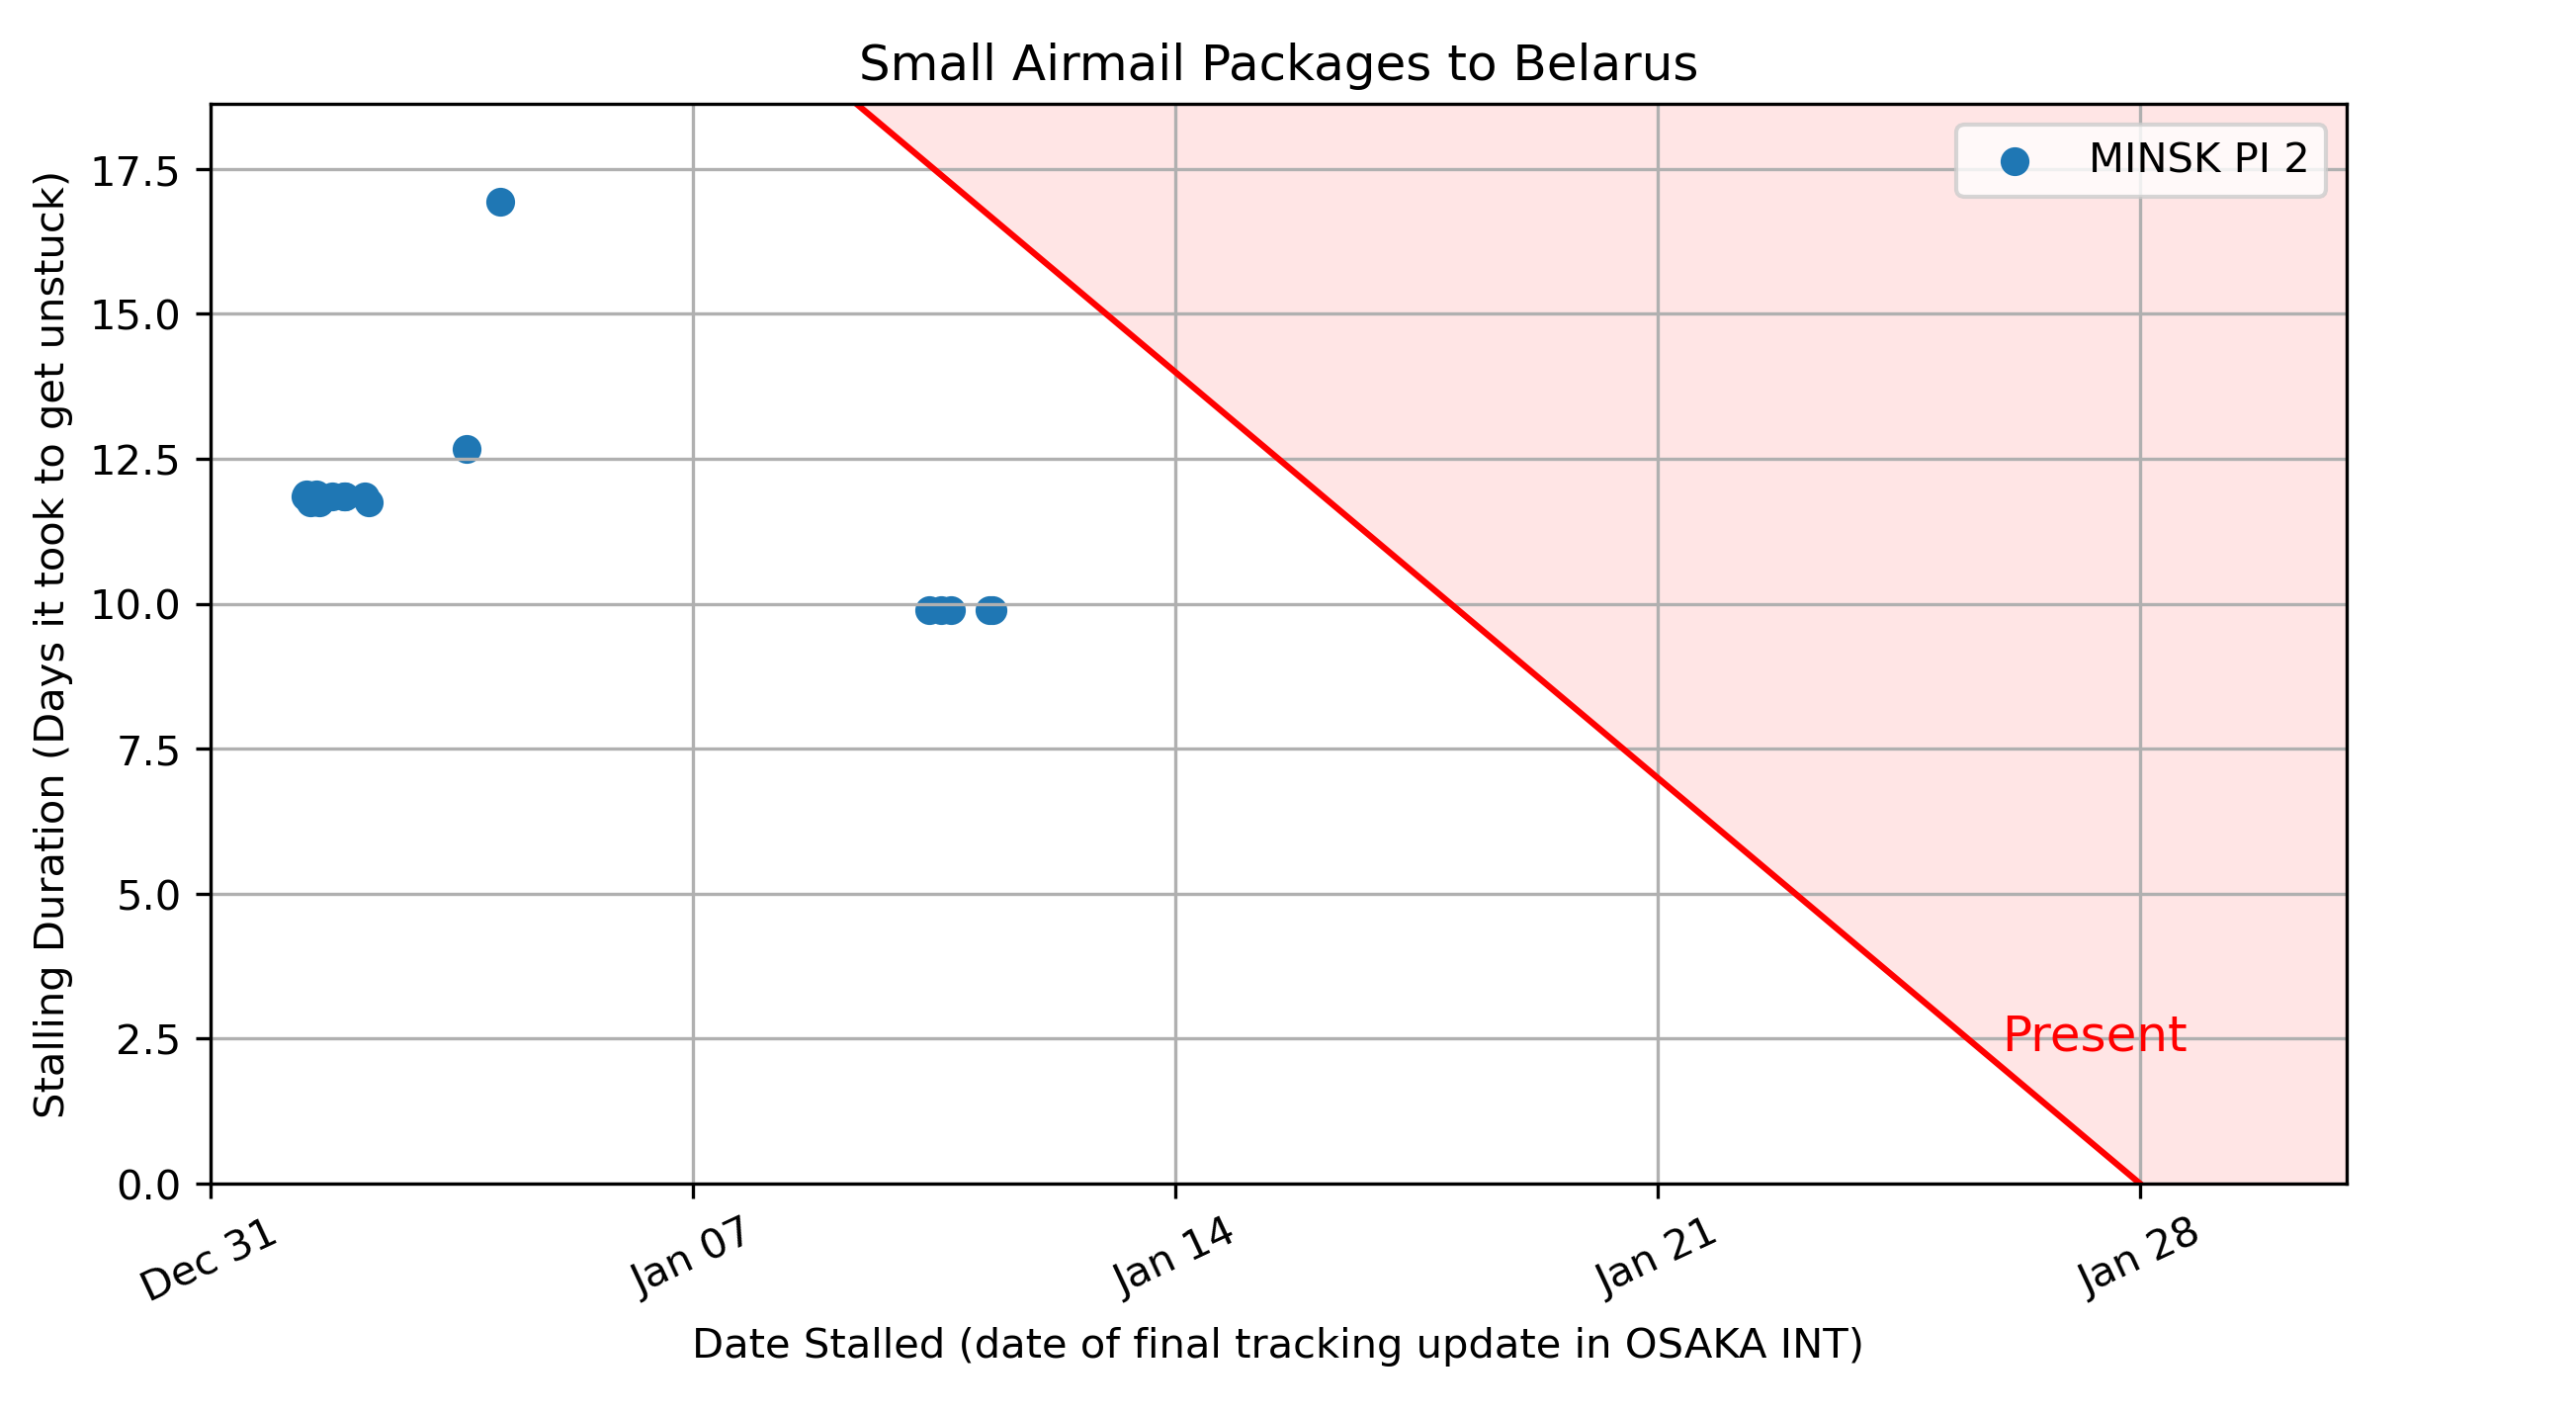 Small Airmail Packages to Belarus
MINSK PI 2
Stalling Duration (Days it took to get unstuck)
17.5
15.0
12.5
10.0
7.5
5.0
2.5
0.0
Present
Dec 31
Jan 07
Jan 14
Jan 21
Jan 28
Date Stalled (date of final tracking update in OSAKA INT)